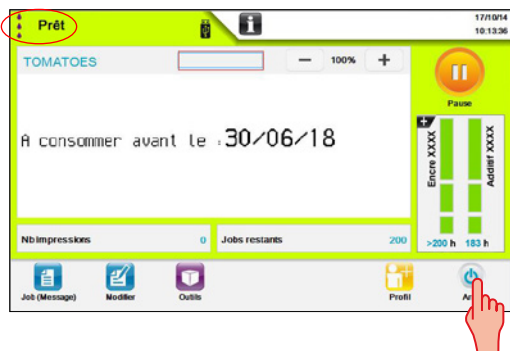 Prêt
17/10/14
10:13:36
TOMATOES
100%
Pause
A consommer avant le : 30/06/18
Encre XXXX
Additif XXXX
Nb impressions 0
Jobs restants 200
>200 h 183 h
Job (Message)
Modifier
Outils
Profil